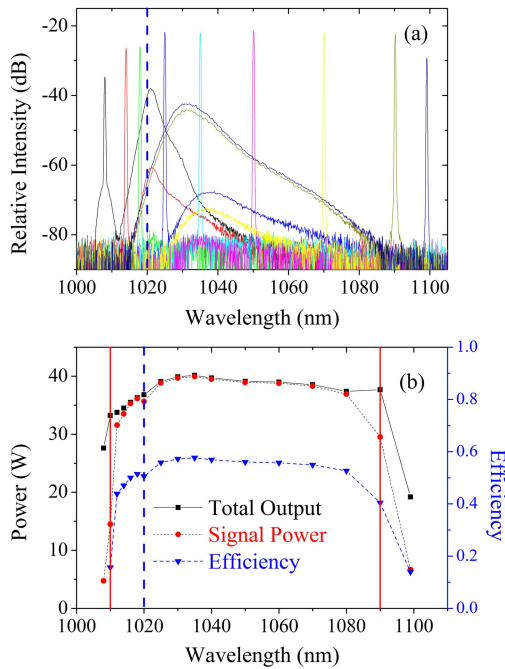 (a)
Relative Intensity (dB)
-20
-40
-60
-80
1000 1020 1040 1060 1080 1100
Wavelength (nm)
(b)
Power (W)
40
30
20
10
0
1.0
0.8
0.6
0.4
0.2
0.0
Efficiency
Total Output
Signal Power
Efficiency
1000 1020 1040 1060 1080 1100
Wavelength (nm)